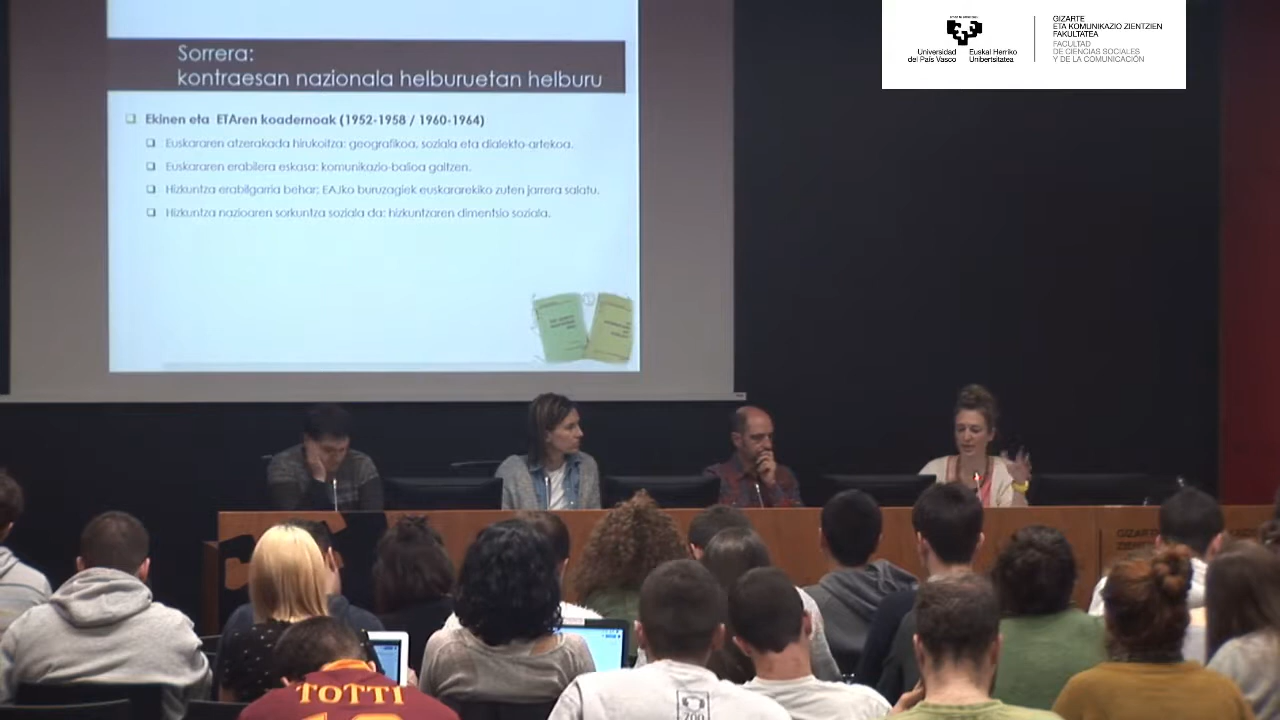 Sorrera:
kontraesan nazionala helburuetan helburu
Ekinen eta ETAren koadernoak (1952-1958 / 1960-1964)
Euskararen atzerakada hirukoitza: geografikoa, soziala eta dialekto-artekoa.
Euskararen erabilera eskasa: komunikazio-balioa galtzen.
Hizkuntza erabilgarria behar: EAJko buruzagiek euskararekiko zuten jarrera salatu.
Hizkuntza nazioaren sorkuntza soziala da: hizkuntzaren dimentsio soziala.
Universidad
del País Vasco
Euskal Herriko
Unibertsitatea
GIZARTE
ETA KOMUNIKAZIO ZIENTZIEN
FAKULTATEA
FACULTAD
DE CIENCIAS SOCIALES
Y DE LA COMUNICACIÓN
TOTTI